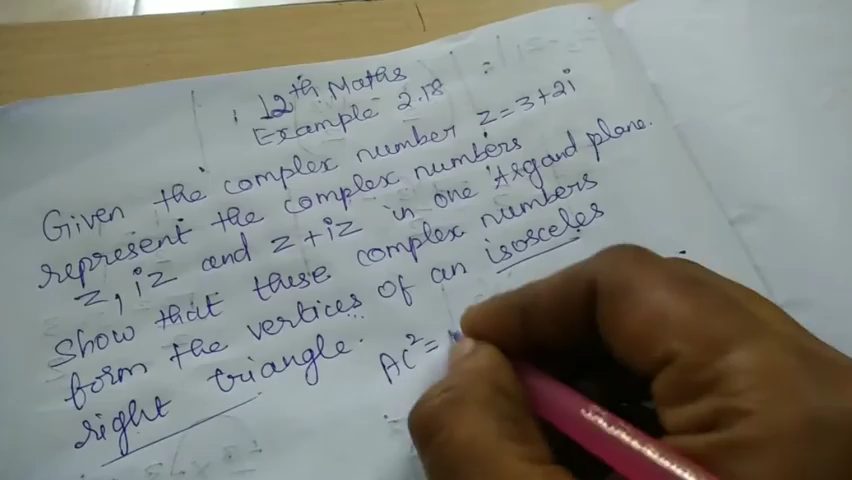 12th Maths
Example 2.18
Given the complex number z=3+2i
represent the complex numbers
z, iz and z+iz in one Argand plane.
Show that these complex numbers
form the vertices of an isosceles
right triangle.
AC²=